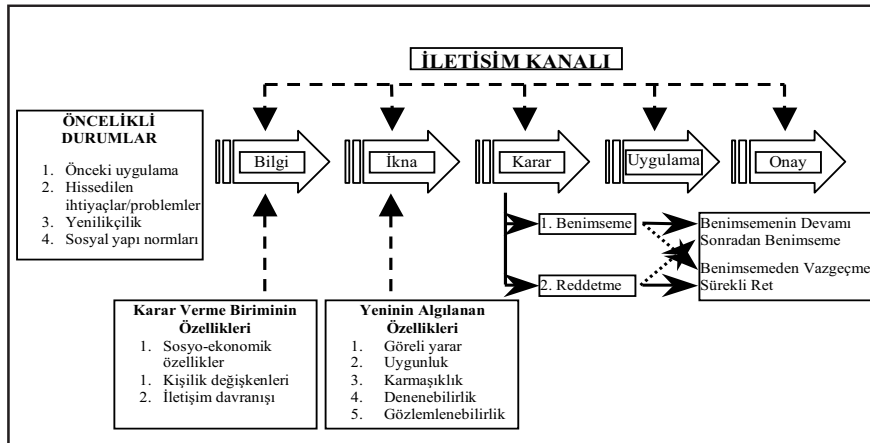 İLETİSİM KANALI
ÖNCELİKLİ
DURUMLAR
1. Önceki uygulama
2. Hissedilen
ihtiyaçlar/problemler
3. Yenilikçilik
4. Sosyal yapı normları
Bilgi
İkna
Karar
Uygulama
Onay
1. Benimseme
2. Reddetme
Benimsemenin Devamı
Sonradan Benimseme
Benimsemeden Vazgeçme
Sürekli Ret
Karar Verme Biriminin
Özellikleri
1. Sosyo-ekonomik
özellikler
1. Kişilik değişkenleri
2. İletişim davranışı
Yeninin Algılanan
Özellikleri
1. Göreli yarar
2. Uygunluk
3. Karmaşıklık
4. Denenebilirlik
5. Gözlemlenebilirlik